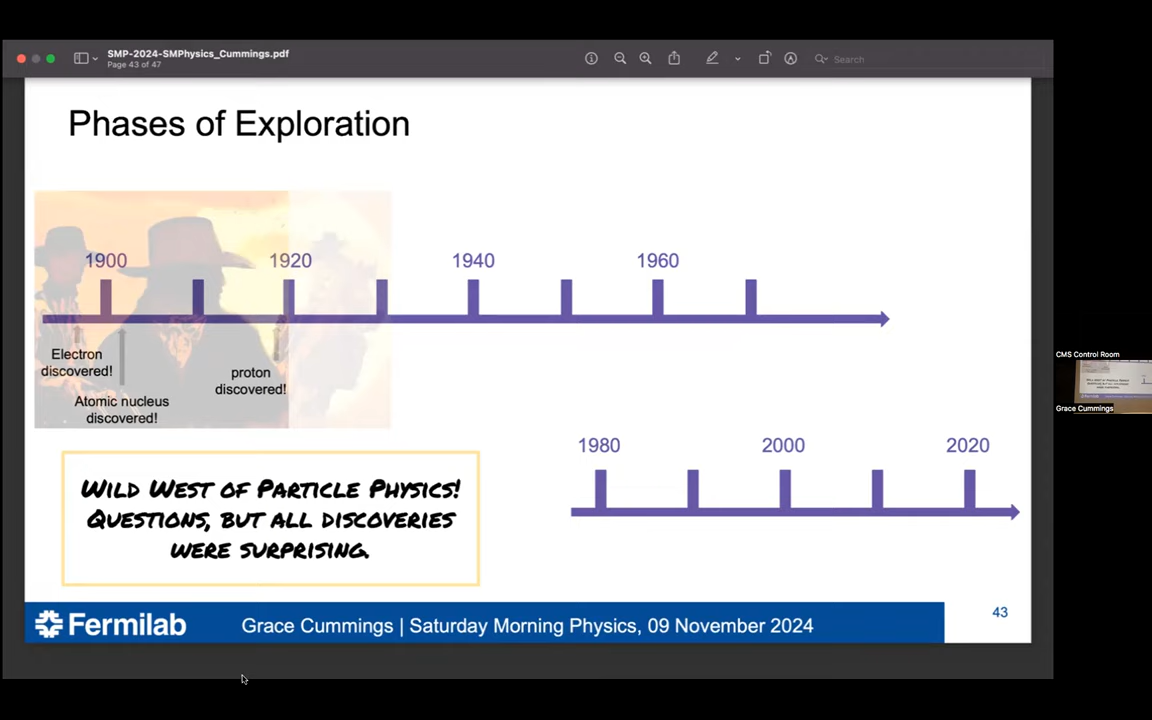 SMP-2024-SMPhysics_Cummings.pdf
Page 43 of 47
Search
Phases of Exploration
1900
1920
1940
1960
Electron
discovered!
Atomic nucleus
discovered!
proton
discovered!
1980
2000
2020
Wild West of Particle Physics!
Questions, but all discoveries
were surprising.
43
Fermilab
Grace Cummings | Saturday Morning Physics, 09 November 2024
CMS Control Room
Grace Cummings